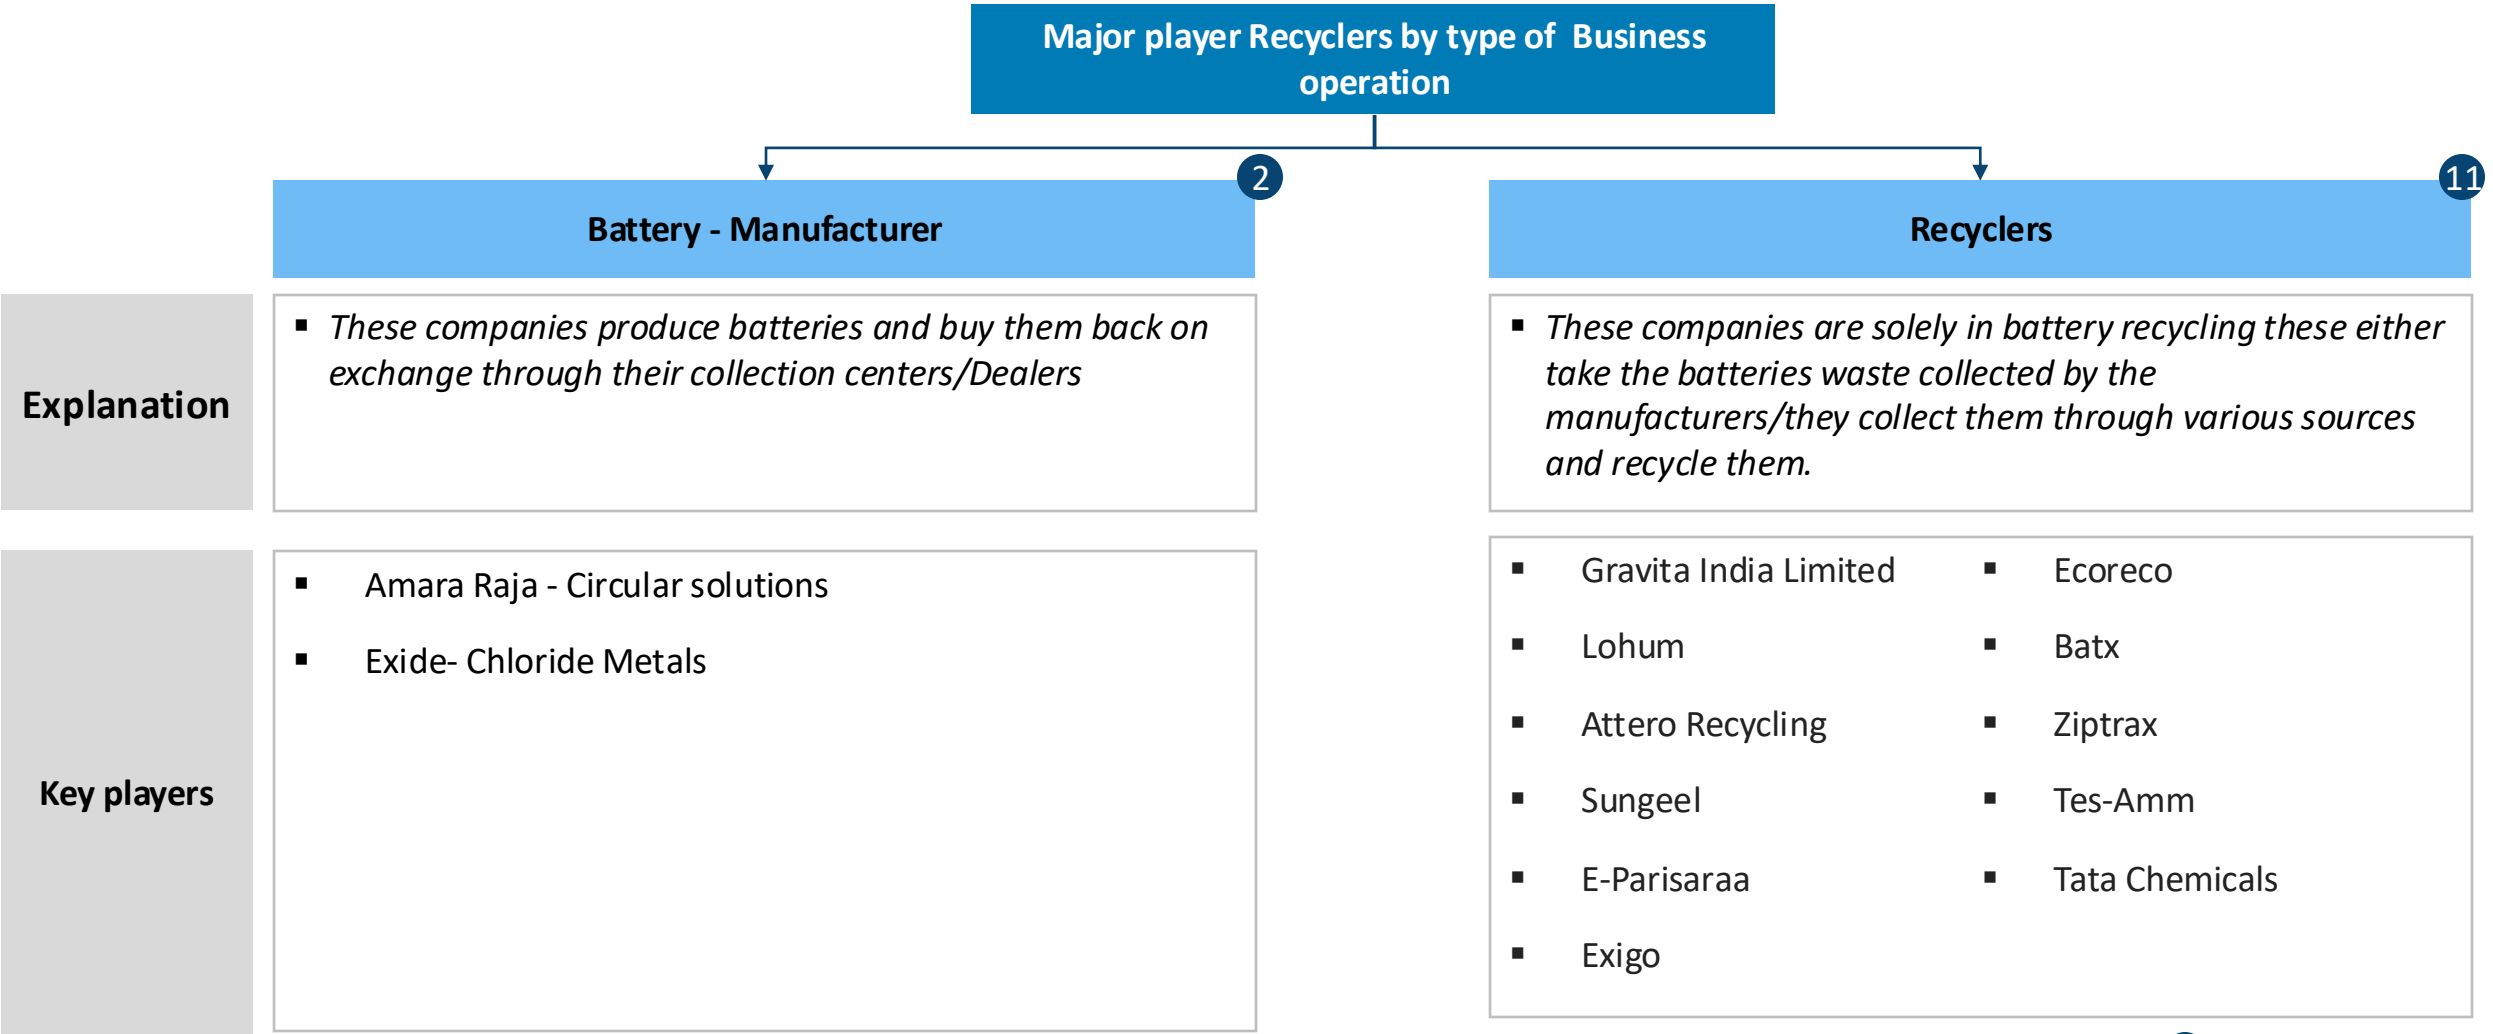 Major player Recyclers by type of Business
operation
2
11
Battery - Manufacturer
Recyclers
Explanation
▪ These companies produce batteries and buy them back on
exchange through their collection centers/Dealers
▪ These companies are solely in battery recycling these either
take the batteries waste collected by the
manufacturers/they collect them through various sources
and recycle them.
Key players
▪ Amara Raja - Circular solutions
▪ Exide- Chloride Metals
▪ Gravita India Limited
▪ Lohum
▪ Attero Recycling
▪ Sungeel
▪ E-Parisaraa
▪ Exigo
▪ Ecoreco
▪ Batx
▪ Ziptrax
▪ Tes-Amm
▪ Tata Chemicals